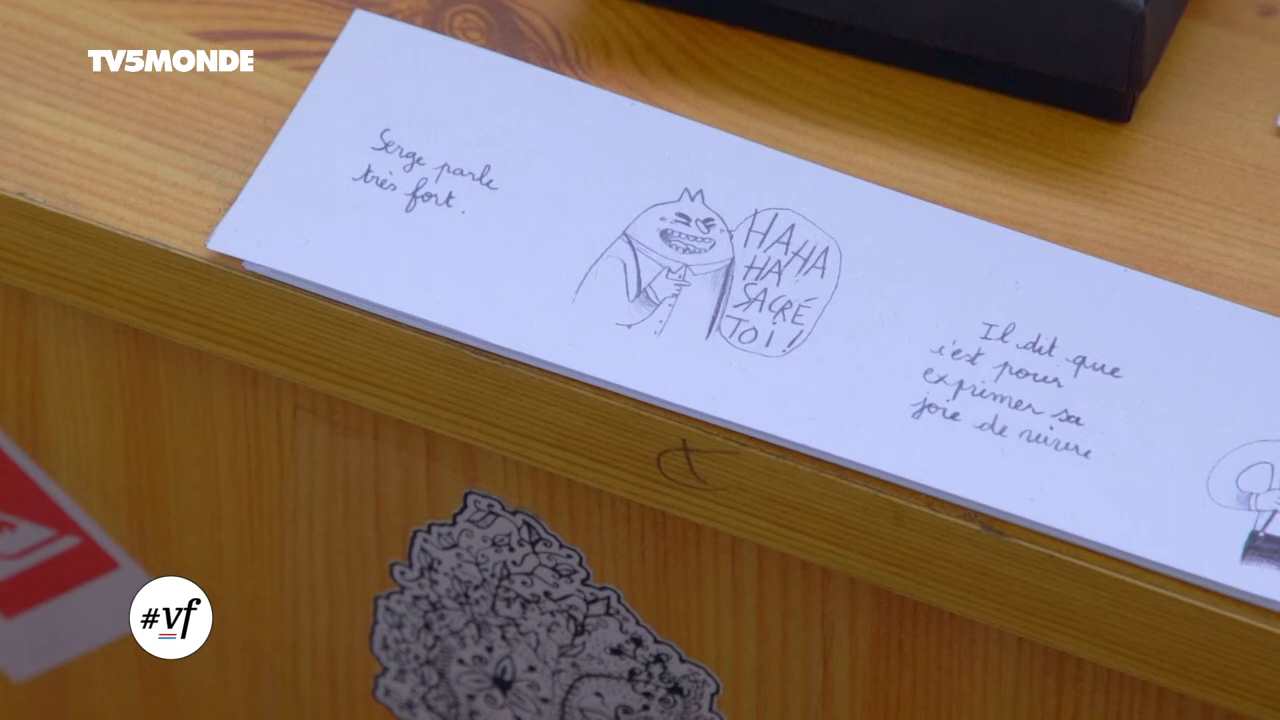 TV5MONDE
Serge parle
très fort.
HAHA
HA
SACRÉ
TOi !
Il dit que
c'est pour
exprimer sa
joie de vivre
#vf